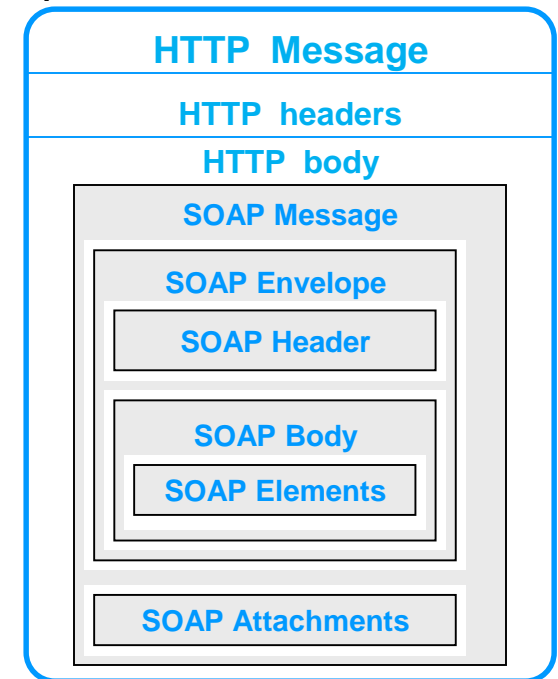 HTTP Message
HTTP headers
HTTP body
SOAP Message
SOAP Envelope
SOAP Header
SOAP Body
SOAP Elements
SOAP Attachments